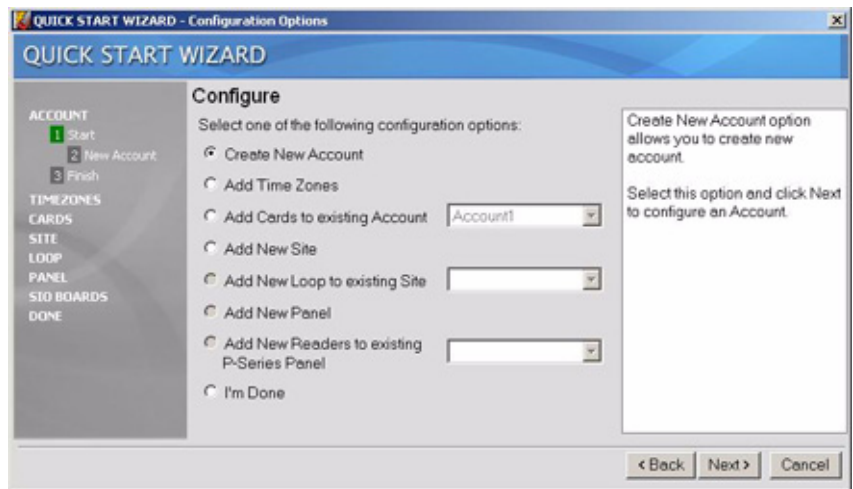 QUICK START WIZARD - Configuration Options
QUICK START WIZARD
ACCOUNT
1 Start
2 New Account
3 Finish
TIMEZONES
CARDS
SITE
LOOP
PANEL
SIO BOARDS
DONE
Configure
Select one of the following configuration options:
Create New Account
Add Time Zones
Add Cards to existing Account Account1
Add New Site
Add New Loop to existing Site
Add New Panel
Add New Readers to existing
P-Series Panel
I'm Done
Create New Account option
allows you to create new
account.
Select this option and click Next
to configure an Account.
< Back Next > Cancel